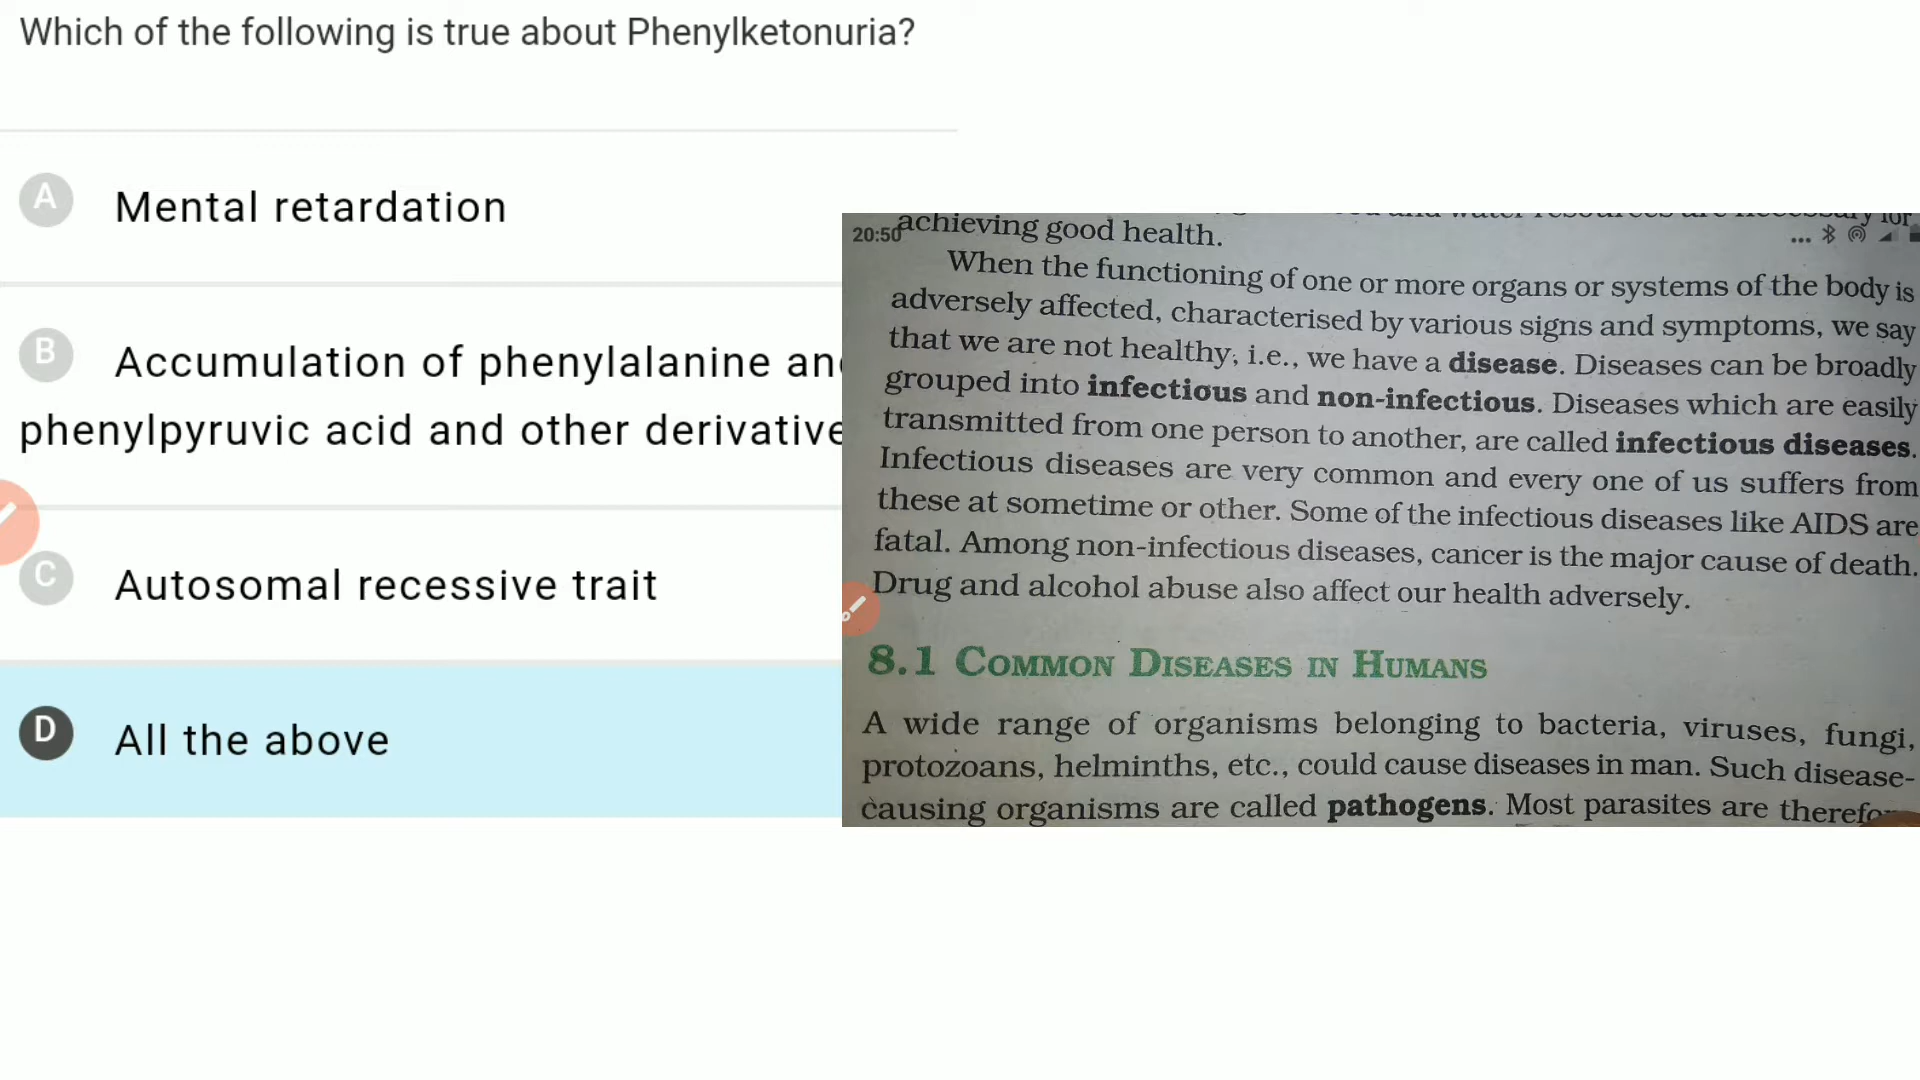 Which of the following is true about Phenylketonuria?
A Mental retardation
B Accumulation of phenylalanine
phenylpyruvic acid and other
C Autosomal recessive trait
D All the above
20:50
achieving good health.
When the functioning of one or more organs or systems of the body is
adversely affected, characterised by various signs and symptoms, we say
that we are not healthy, i.e., we have a disease. Diseases can be broadly
grouped into infectious and non-infectious. Diseases which are easily
transmitted from one person to another, are called infectious diseases.
Infectious diseases are very common and every one of us suffers from
these at sometime or other. Some of the infectious diseases like AIDS are
fatal. Among non-infectious diseases, cancer is the major cause of death.
Drug and alcohol abuse also affect our health adversely.
8.1 COMMON DISEASES IN HUMANS
A wide range of organisms belonging to bacteria, viruses, fungi,
protozoans, helminths, etc., could cause diseases in man. Such disease-
causing organisms are called pathogens. Most parasites are